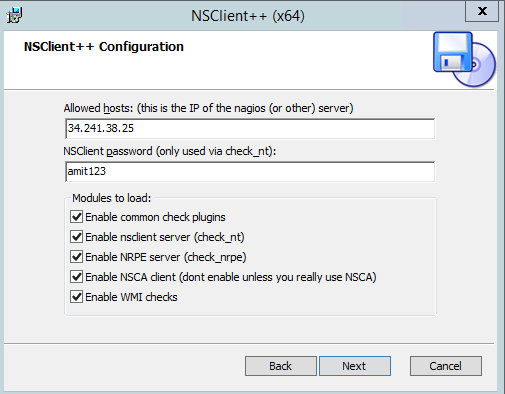 NSClient++ (x64)
x
NSClient++ Configuration
Allowed hosts: (this is the IP of the nagios (or other) server)
34.241.38.25
NSClient password (only used via check_nt):
amit123
Modules to load:
Enable common check plugins
Enable nsclient server (check_nt)
Enable NRPE server (check_nrpe)
Enable NSCA client (dont enable unless you really use NSCA)
Enable WMI checks
Back Next Cancel